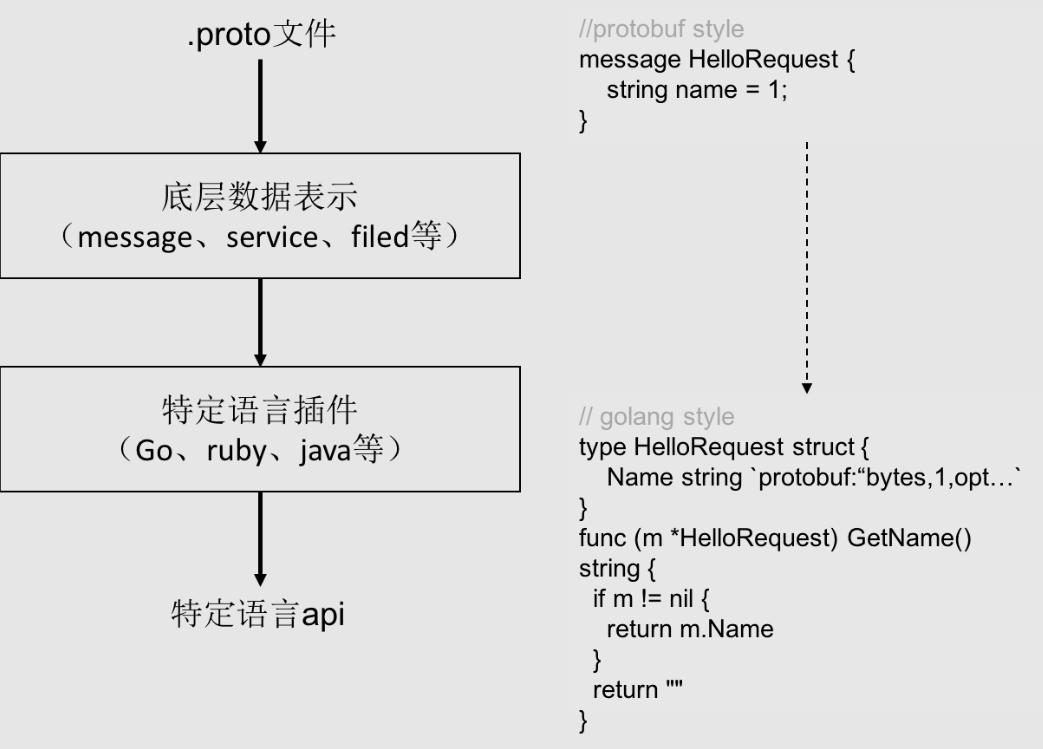 .proto文件
底层数据表示
（message、service、filed等）
特定语言插件
（Go、ruby、java等）
特定语言api
//protobuf style
message HelloRequest {
string name = 1;
}
// golang style
type HelloRequest struct {
Name string `protobuf:“bytes,1,opt…`
}
func (m *HelloRequest) GetName()
string {
if m != nil {
return m.Name
}
return ""
}